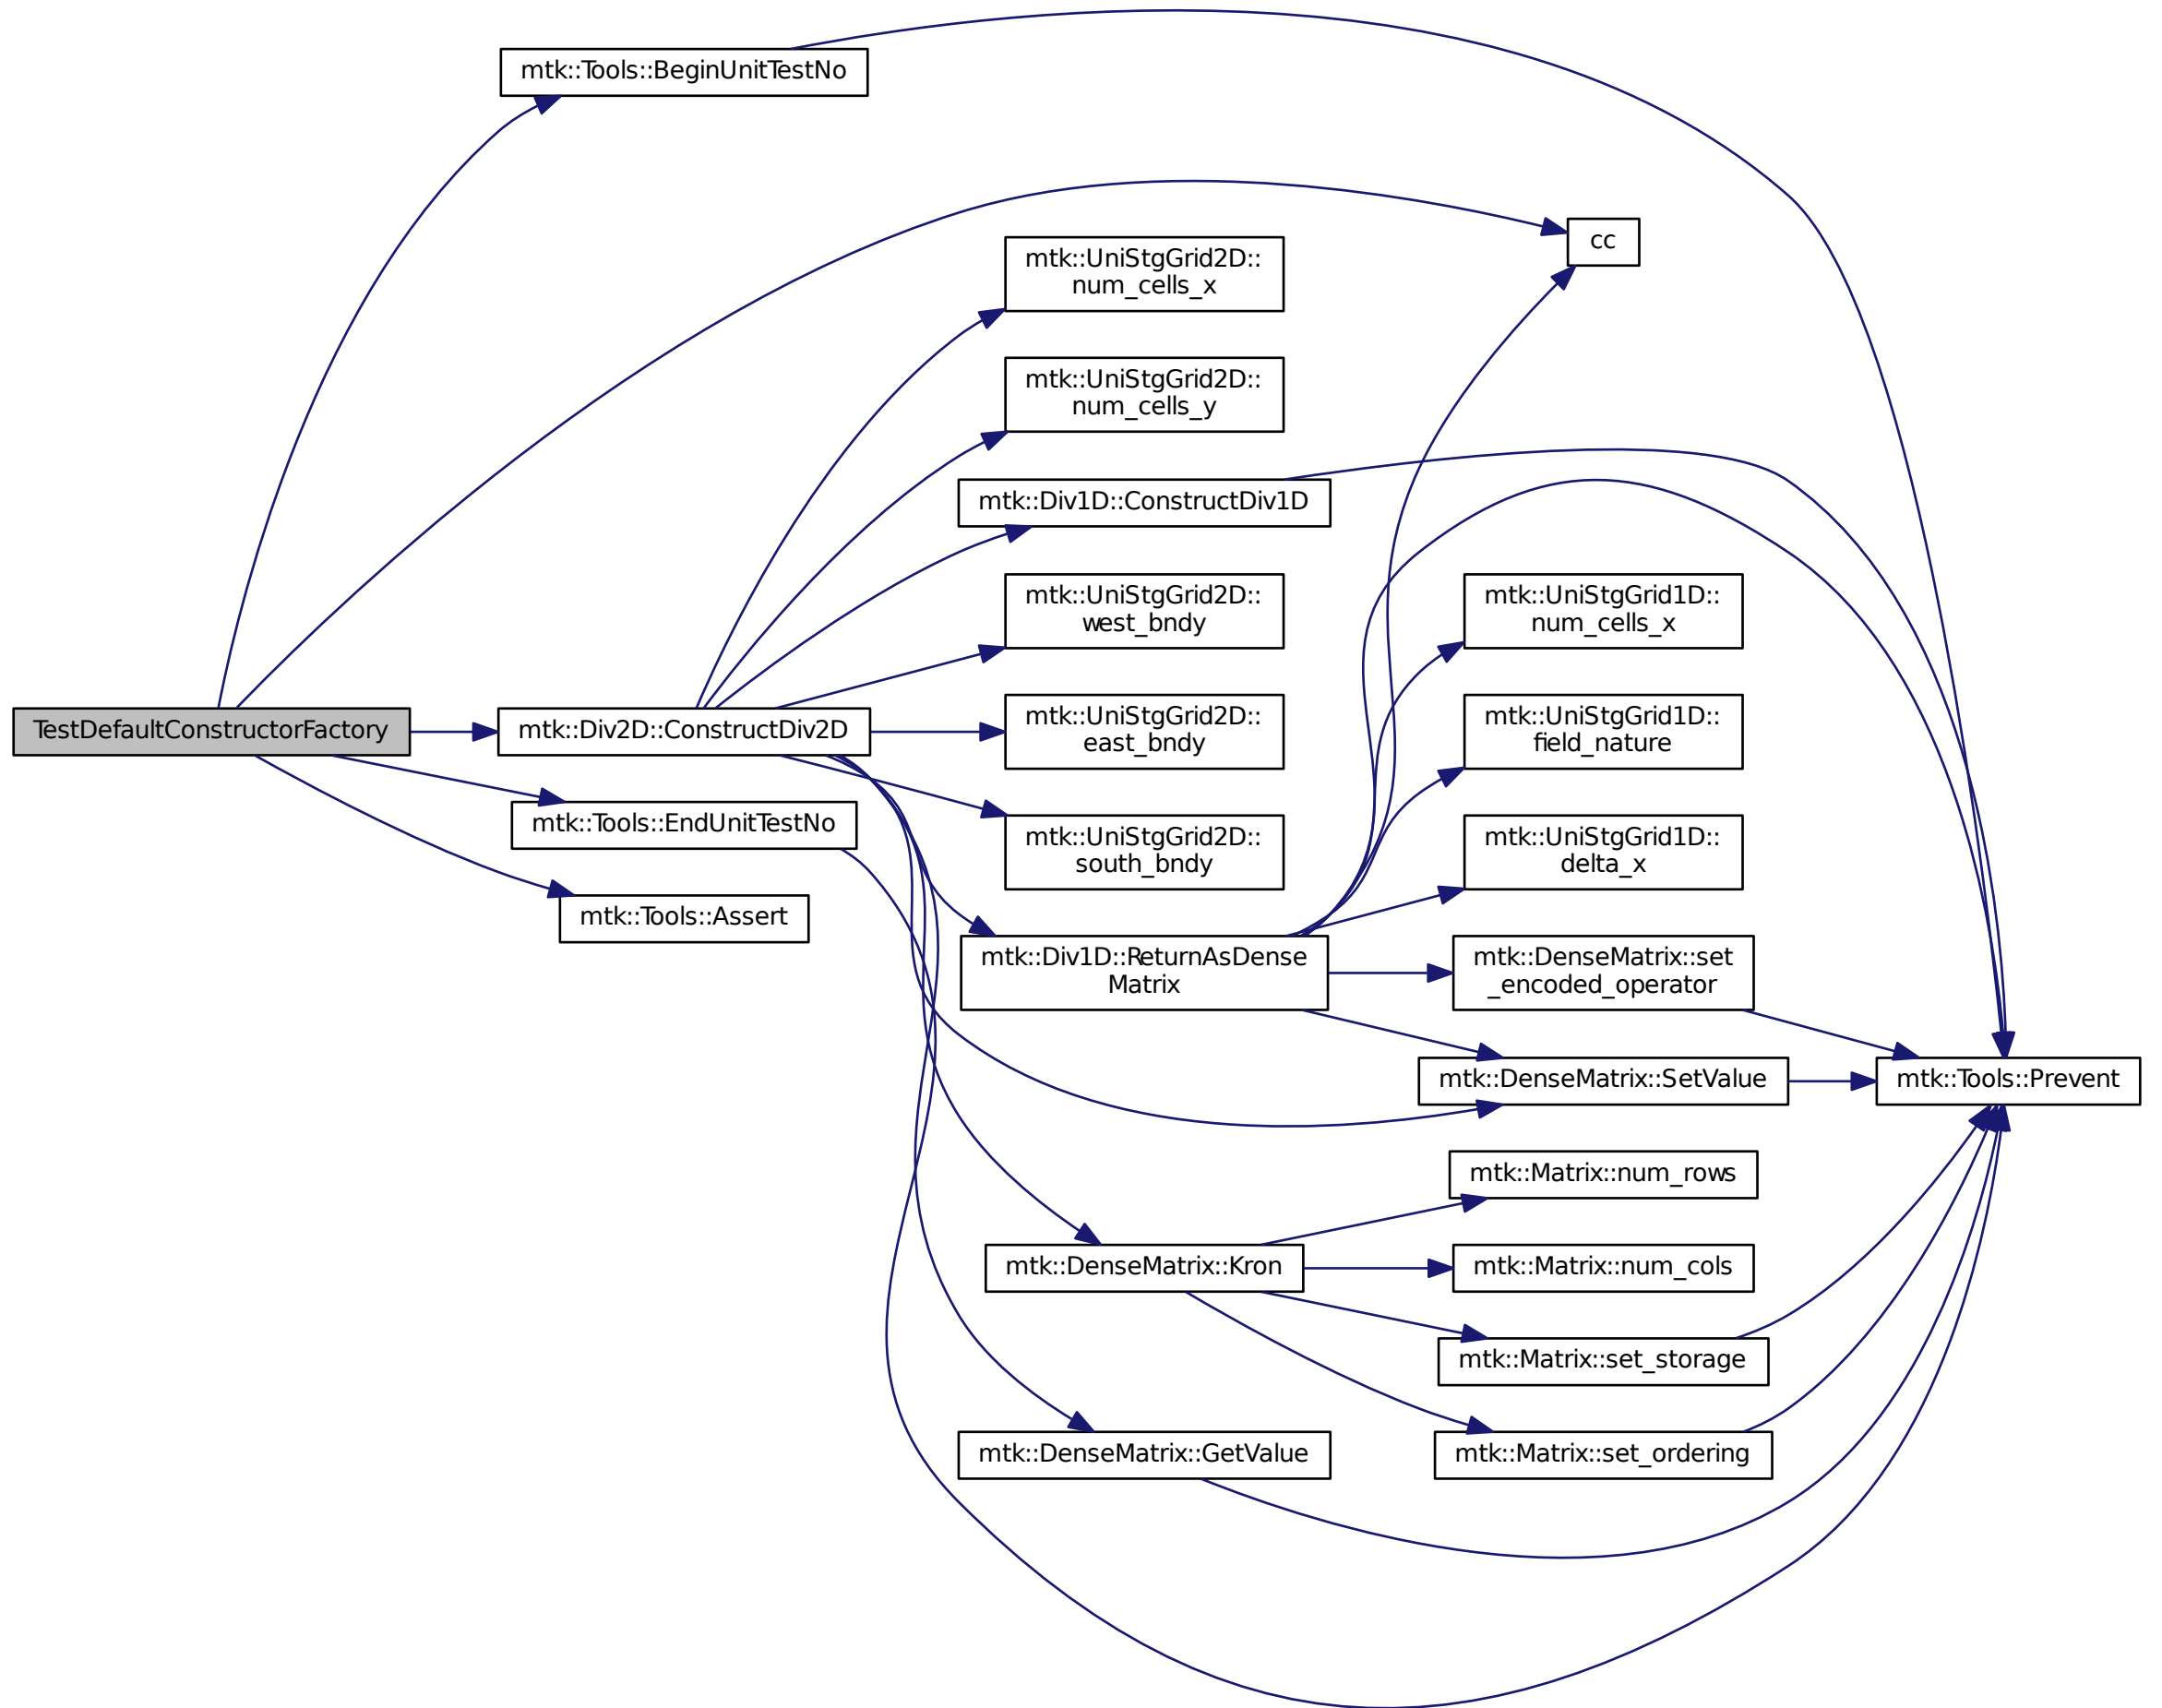 mtk::Tools::BeginUnitTestNo
cc
mtk::UniStgGrid2D::
num_cells_x
mtk::UniStgGrid2D::
num_cells_y
mtk::Div1D::ConstructDiv1D
mtk::UniStgGrid2D::
west_bndy
mtk::UniStgGrid1D::
num_cells_x
TestDefaultConstructorFactory
mtk::Div2D::ConstructDiv2D
mtk::UniStgGrid2D::
east_bndy
mtk::UniStgGrid1D::
field_nature
mtk::Tools::EndUnitTestNo
mtk::UniStgGrid2D::
south_bndy
mtk::UniStgGrid1D::
delta_x
mtk::Tools::Assert
mtk::Div1D::ReturnAsDense
Matrix
mtk::DenseMatrix::set
_encoded_operator
mtk::DenseMatrix::SetValue
mtk::Tools::Prevent
mtk::Matrix::num_rows
mtk::DenseMatrix::Kron
mtk::Matrix::num_cols
mtk::Matrix::set_storage
mtk::DenseMatrix::GetValue
mtk::Matrix::set_ordering